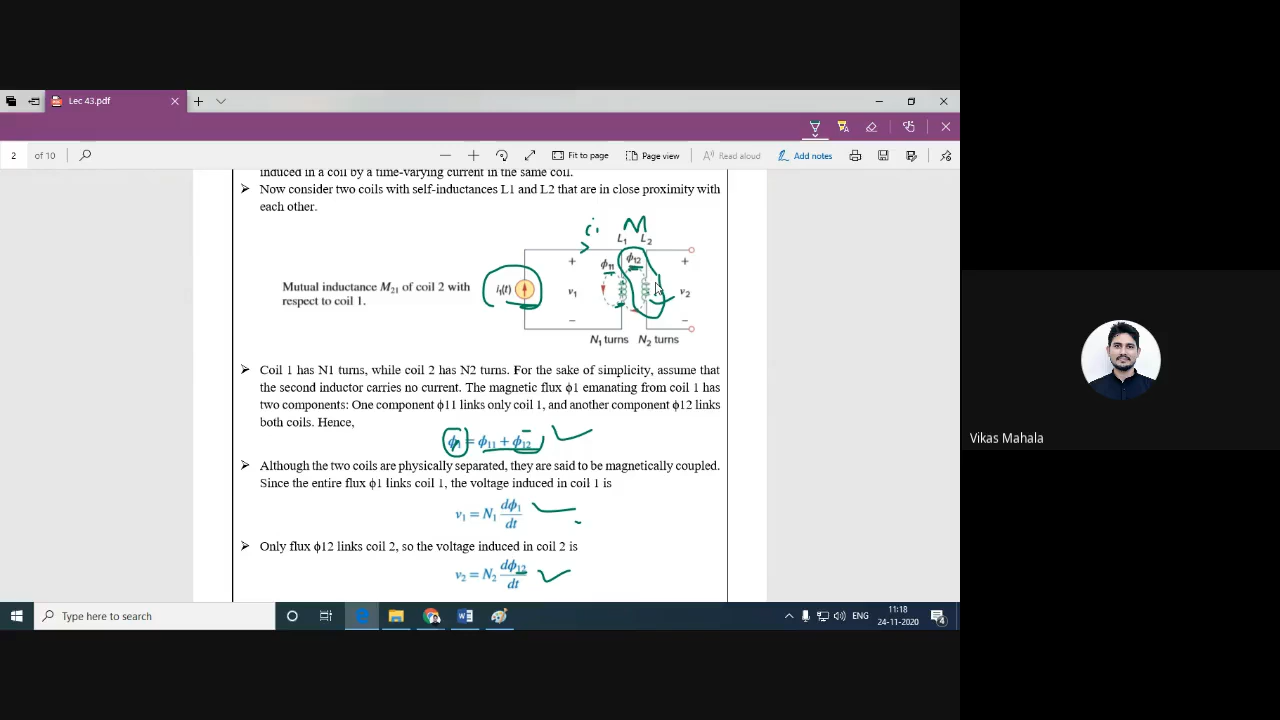 Lec 43.pdf
2 of 10
Fit to page
Page view
Read aloud
Add notes
induced in a coil by a time-varying current in the same coil.
➤ Now consider two coils with self-inductances L1 and L2 that are in close proximity with
each other.
i
M
L₁ L₂
+ ϕ₁₁ ϕ₁₂ +
Mutual inductance M₂₁ of coil 2 with
respect to coil 1.
i₁(t) v₁ v₂
− −
N₁ turns N₂ turns
➤ Coil 1 has N1 turns, while coil 2 has N2 turns. For the sake of simplicity, assume that
the second inductor carries no current. The magnetic flux ϕ1 emanating from coil 1 has
two components: One component ϕ11 links only coil 1, and another component ϕ12 links
both coils. Hence,
ϕ₁ = ϕ₁₁ + ϕ₁₂
➤ Although the two coils are physically separated, they are said to be magnetically coupled.
Since the entire flux ϕ1 links coil 1, the voltage induced in coil 1 is
v₁ = N₁ dϕ₁/dt
➤ Only flux ϕ12 links coil 2, so the voltage induced in coil 2 is
v₂ = N₂ dϕ₁₂/dt
Type here to search
ENG
11:18
24-11-2020
4
Vikas Mahala